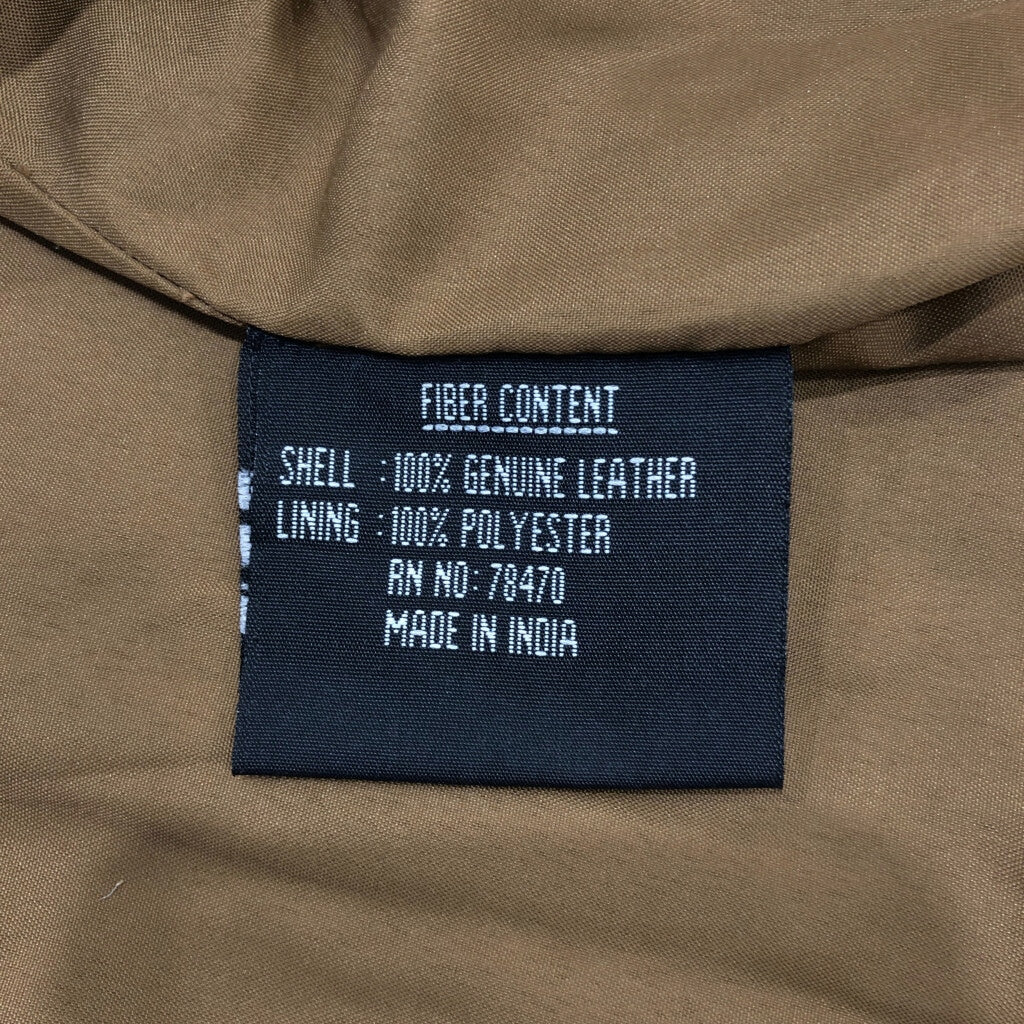 FIBER CONTENT
SHELL :100% GENUINE LEATHER
LINING :100% POLYESTER
RN NO: 78470
MADE IN INDIA